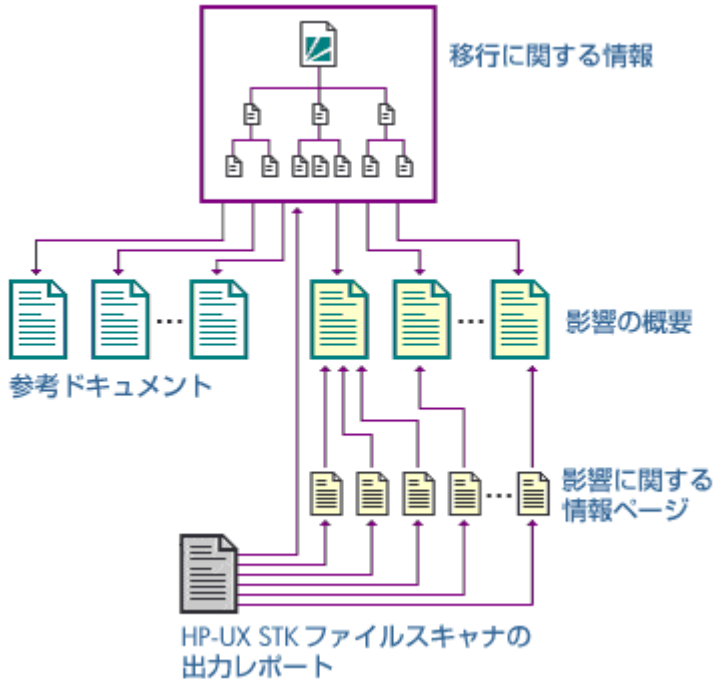 移行に関する情報
影響の概要
参考ドキュメント
影響に関する
情報ページ
HP-UX STK ファイルスキャナの
出力レポート